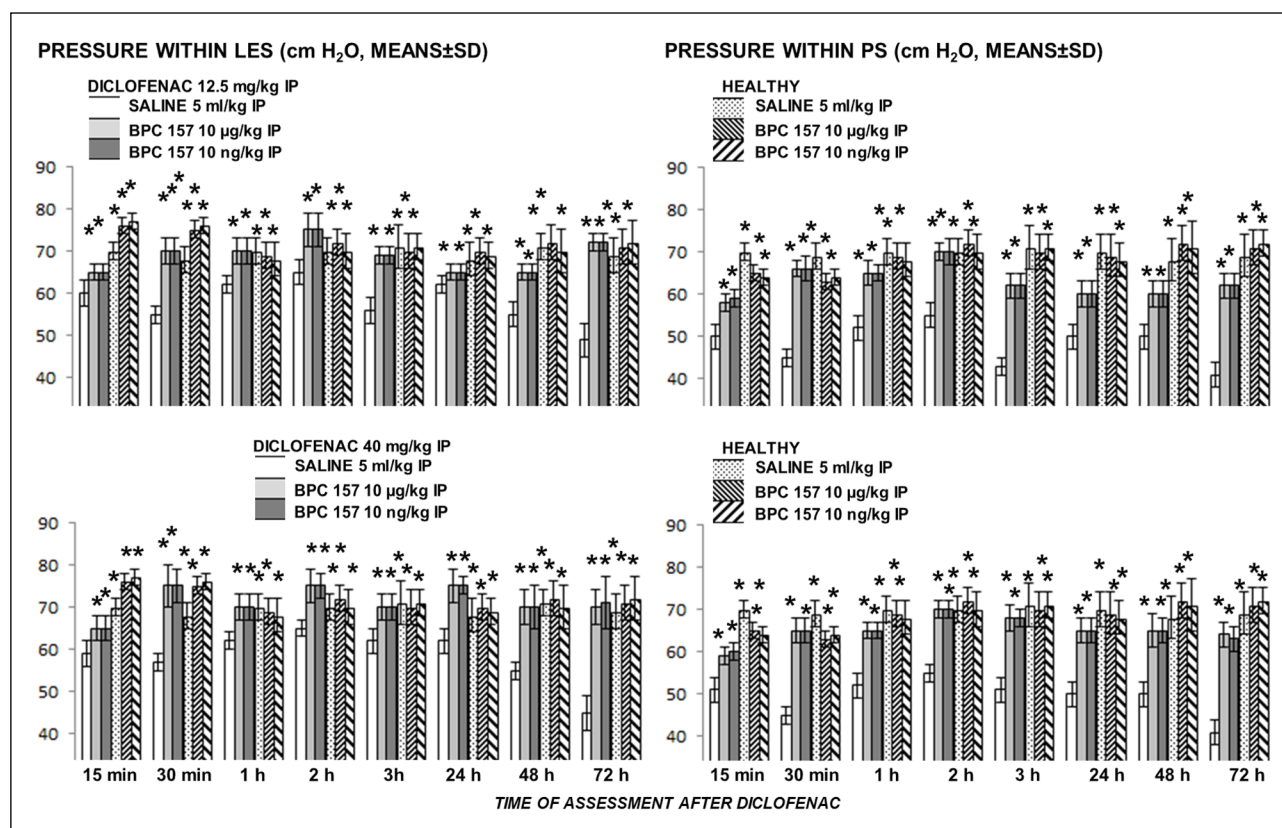 PRESSURE WITHIN LES (cm H₂O, MEANS±SD)
DICLOFENAC 12.5 mg/kg IP
SALINE 5 ml/kg IP
BPC 157 10 µg/kg IP
BPC 157 10 ng/kg IP
90
80
70
60
50
40
PRESSURE WITHIN PS (cm H₂O, MEANS±SD)
HEALTHY
SALINE 5 ml/kg IP
BPC 157 10 µg/kg IP
BPC 157 10 ng/kg IP
90
80
70
60
50
40
DICLOFENAC 40 mg/kg IP
SALINE 5 ml/kg IP
BPC 157 10 µg/kg IP
BPC 157 10 ng/kg IP
90
80
70
60
50
40
15 min 30 min 1 h 2 h 3h 24 h 48 h 72 h
HEALTHY
SALINE 5 ml/kg IP
BPC 157 10 µg/kg IP
BPC 157 10 ng/kg IP
90
80
70
60
50
40
15 min 30 min 1 h 2 h 3 h 24 h 48 h 72 h
TIME OF ASSESSMENT AFTER DICLOFENAC